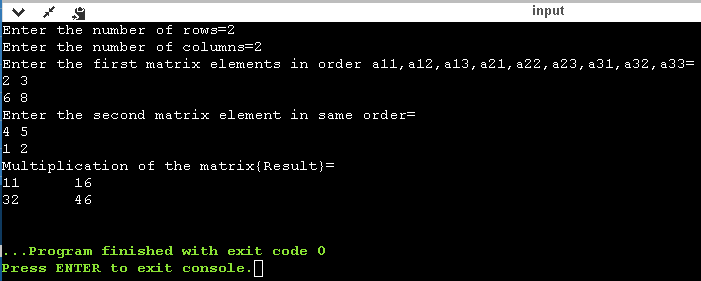 input
Enter the number of rows=2
Enter the number of columns=2
Enter the first matrix elements in order a11,a12,a13,a21,a22,a23,a31,a32,a33=
2 3
6 8
Enter the second matrix element in same order=
4 5
1 2
Multiplication of the matrix{Result}=
11 16
32 46
...Program finished with exit code 0
Press ENTER to exit console.